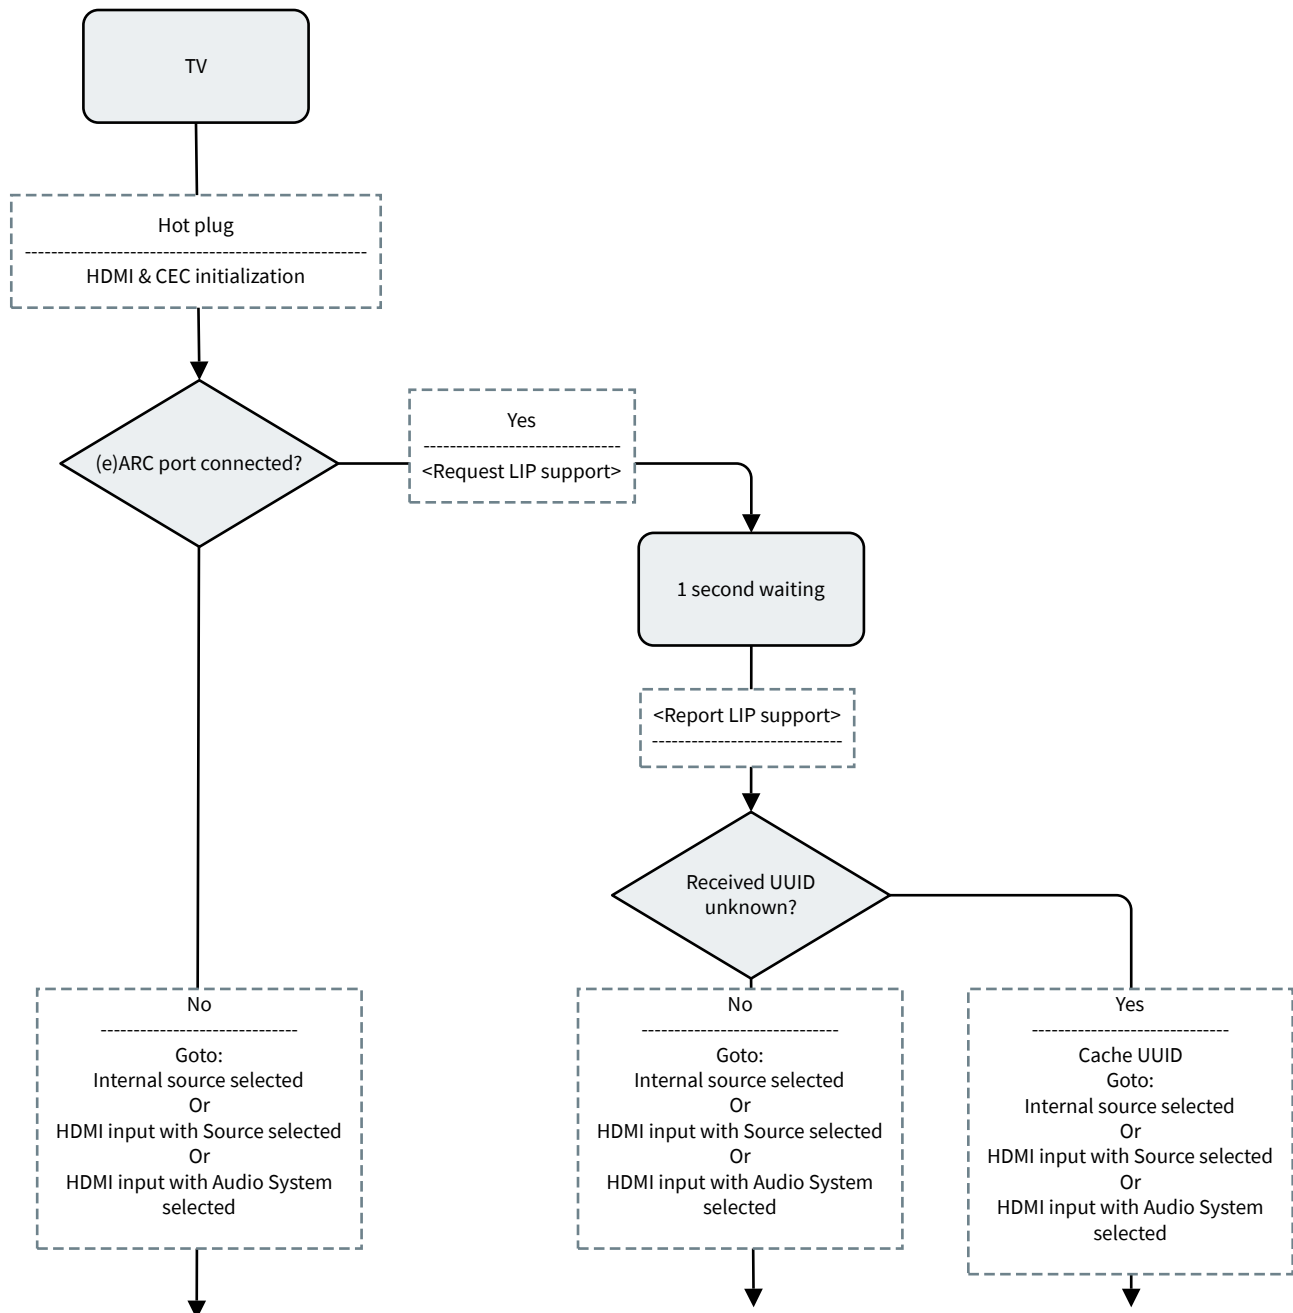 TV
Hot plug
HDMI & CEC initialization
(e)ARC port connected?
Yes
<Request LIP support>
1 second waiting
<Report LIP support>
Received UUID
unknown?
No
Goto:
Internal source selected
Or
HDMI input with Source selected
Or
HDMI input with Audio System
selected
No
Goto:
Internal source selected
Or
HDMI input with Source selected
Or
HDMI input with Audio System
selected
Yes
Cache UUID
Goto:
Internal source selected
Or
HDMI input with Source selected
Or
HDMI input with Audio System
selected